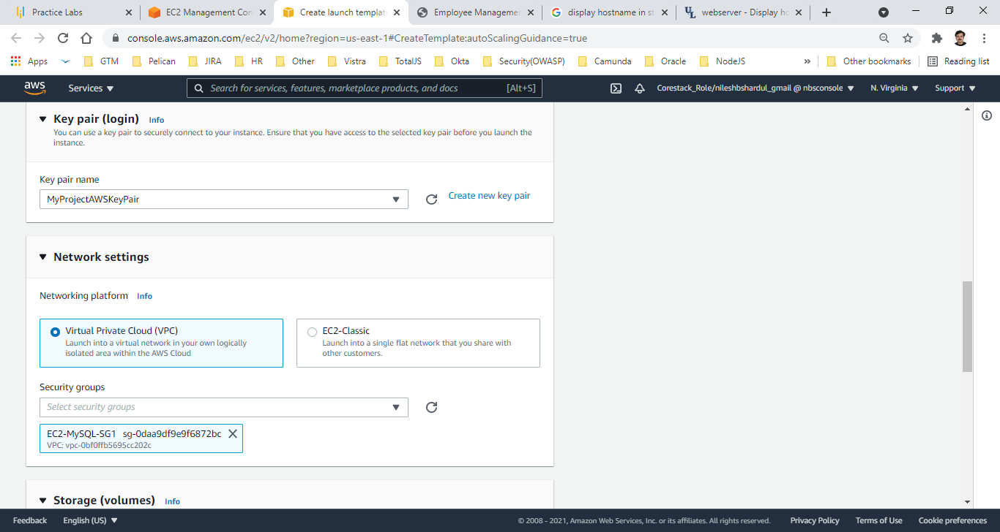 Practice Labs
EC2 Management Con
Create launch templat
Employee Managemer
display hostname in st
webserver - Display ho
console.aws.amazon.com/ec2/v2/home?region=us-east-1#CreateTemplate:autoScalingGuidance=true
Apps
GTM
Pelican
JIRA
HR
Other
Vistra
TotalJS
Okta
Security(OWASP)
Camunda
Oracle
NodeJS
»
Other bookmarks
Reading list
aws
Services
Search for services, features, marketplace products, and docs
[Alt+S]
Corestack_Role/nileshbshardul_gmail @ nbsconsole
N. Virginia
Support
Key pair (login) Info
You can use a key pair to securely connect to your instance. Ensure that you have access to the selected key pair before you launch the
instance.
Key pair name
MyProjectAWSKeyPair
Create new key pair
Network settings
Networking platform Info
Virtual Private Cloud (VPC)
Launch into a virtual network in your own logically
isolated area within the AWS Cloud
EC2-Classic
Launch into a single flat network that you share with
other customers.
Security groups
Select security groups
EC2-MySQL-SG1 sg-0daa9df9e9f6872bc
VPC: vpc-0bf0ffb5695cc202c
Storage (volumes) Info
Feedback
English (US)
© 2008 - 2021, Amazon Web Services, Inc. or its affiliates. All rights reserved.
Privacy Policy
Terms of Use
Cookie preferences